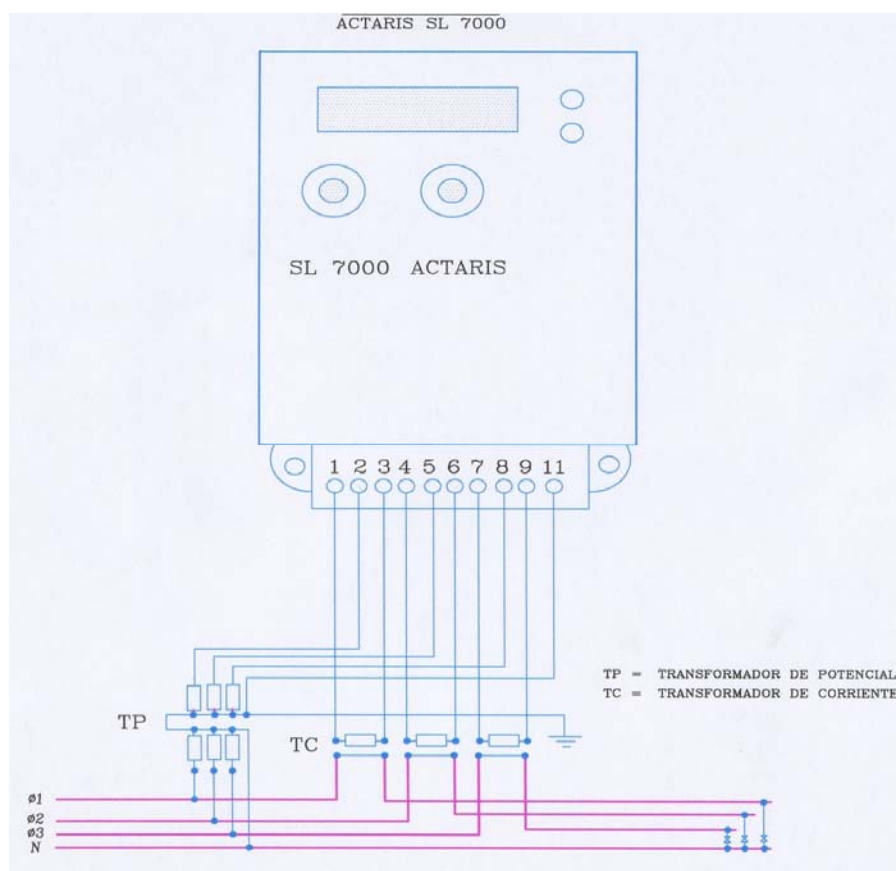 ACTARIS SL 7000
SL 7000 ACTARIS
1 2 3 4 5 6 7 8 9 11
TP = TRANSFORMADOR DE POTENCIAL
TC = TRANSFORMADOR DE CORRIENTE
TP
TC
ø1
ø2
ø3
N